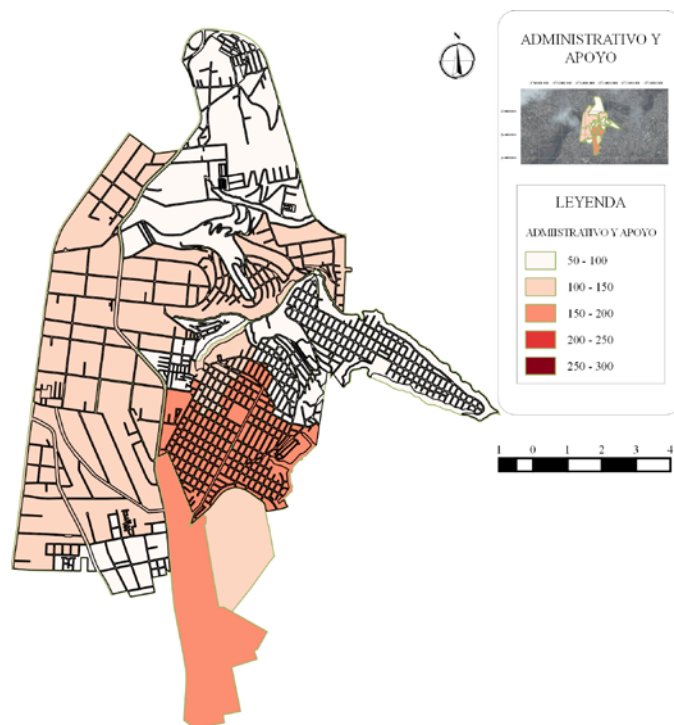 ADMINISTRATIVO Y
APOYO
LEYENDA
ADMIISTRATIVO Y APOYO
50 - 100
100 - 150
150 - 200
200 - 250
250 - 300
1 0 1 2 3 4